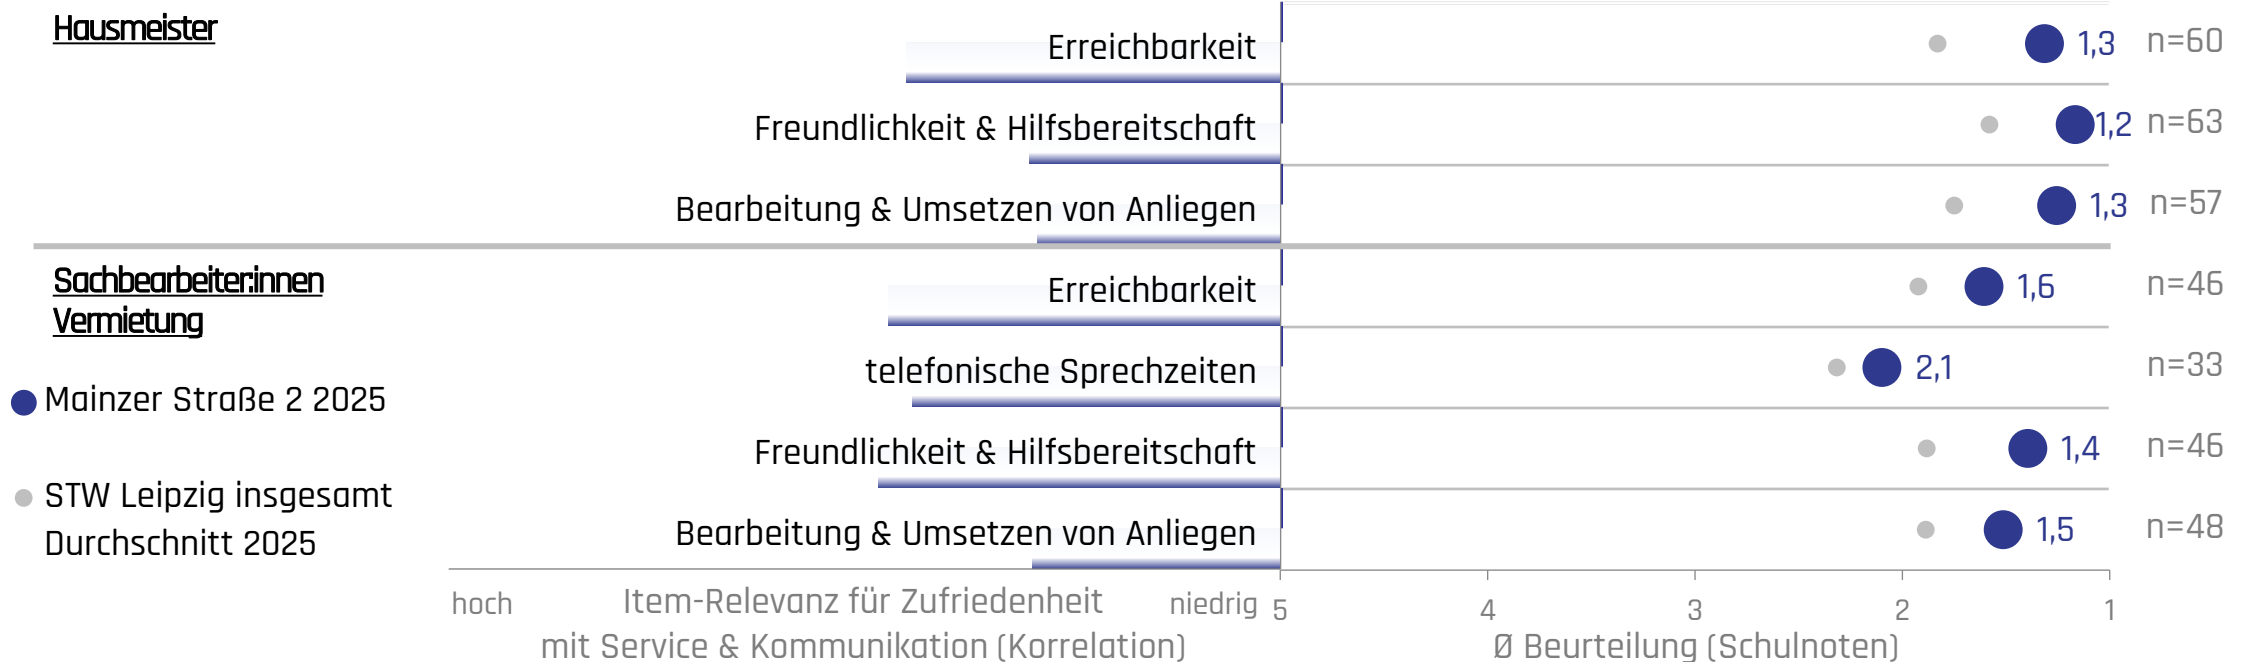 Hausmeister
Erreichbarkeit
1,3
n=60
Freundlichkeit & Hilfsbereitschaft
1,2
n=63
Bearbeitung & Umsetzen von Anliegen
1,3
n=57
Sachbearbeiter:innen
Vermietung
Erreichbarkeit
1,6
n=46
telefonische Sprechzeiten
2,1
n=33
Mainzer Straße 2 2025
Freundlichkeit & Hilfsbereitschaft
1,4
n=46
STW Leipzig insgesamt
Durchschnitt 2025
Bearbeitung & Umsetzen von Anliegen
1,5
n=48
hoch
Item-Relevanz für Zufriedenheit
mit Service & Kommunikation (Korrelation)
niedrig
5
4
3
2
1
Ø Beurteilung (Schulnoten)